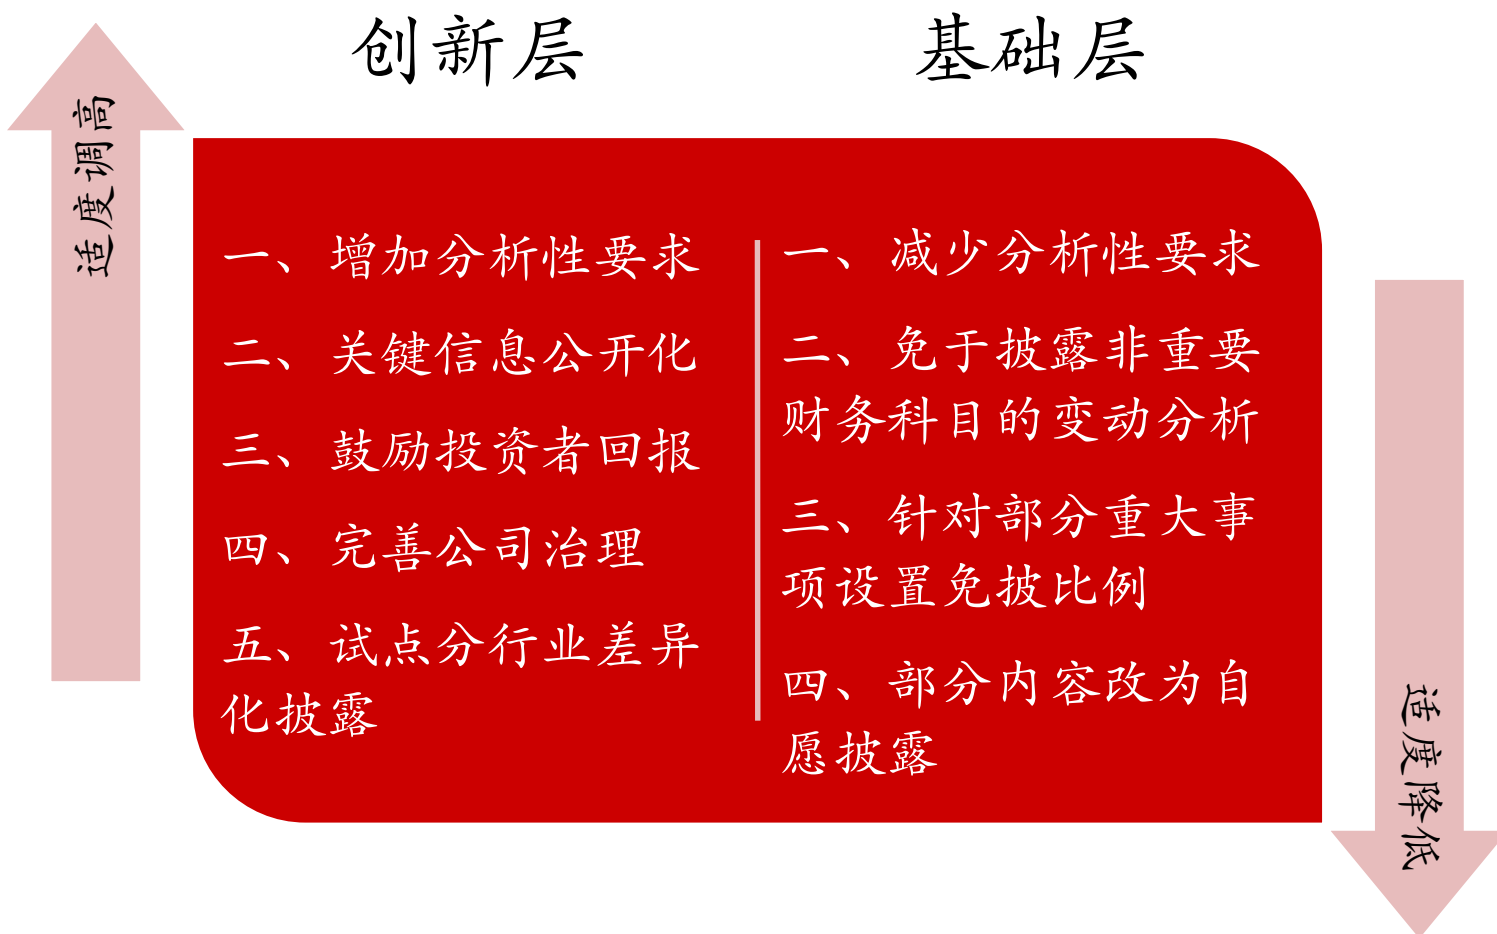 创新层
基础层
适度调高
一、增加分析性要求
二、关键信息公开化
三、鼓励投资者回报
四、完善公司治理
五、试点分行业差异
化披露
一、减少分析性要求
二、免于披露非重要
财务科目的变动分析
三、针对部分重大事
项设置免披比例
四、部分内容改为自
愿披露
适度降低